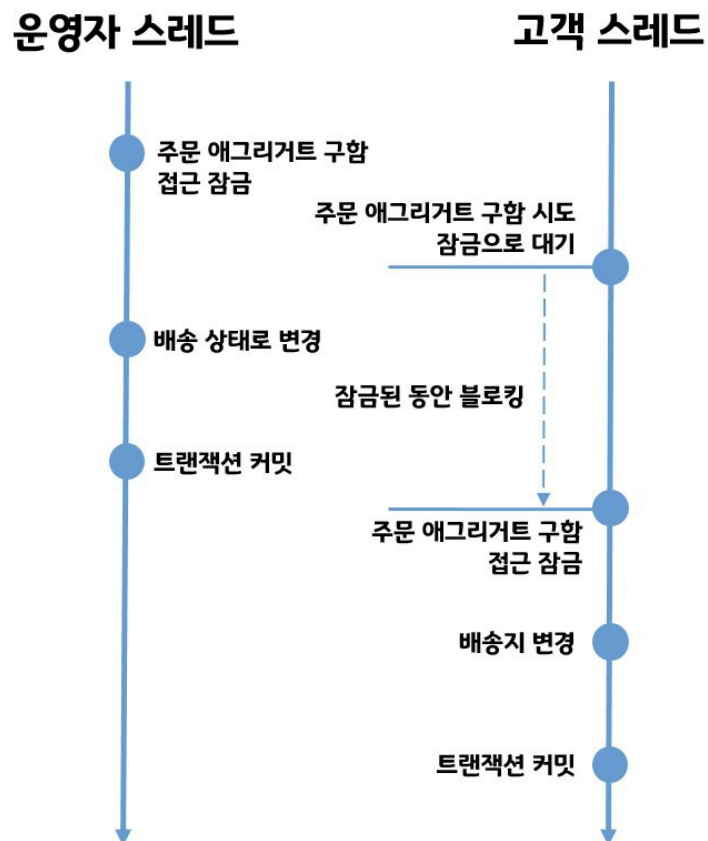 운영자 스레드
고객 스레드
주문 애그리거트 구함
접근 잠금
주문 애그리거트 구함 시도
잠금으로 대기
배송 상태로 변경
잠금된 동안 블로킹
트랜잭션 커밋
주문 애그리거트 구함
접근 잠금
배송지 변경
트랜잭션 커밋